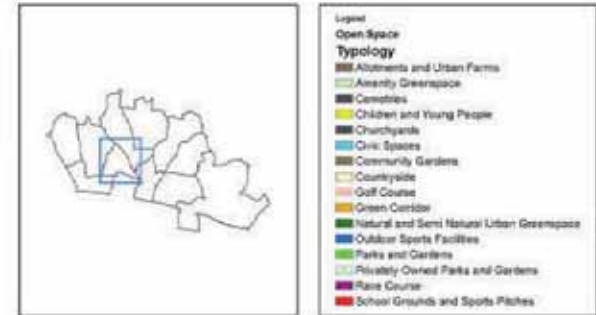 Legend
Open Space
Typology
Allotments and Urban Farms
Amenity Greenspace
Cemetries
Children and Young People
Churchyards
Civic Spaces
Community Gardens
Countryside
Golf Course
Green Corridor
Natural and Semi Natural Urban Greenspace
Outdoor Sports Facilities
Parks and Gardens
Privately Owned Parks and Gardens
Race Course
School Grounds and Sports Pitches